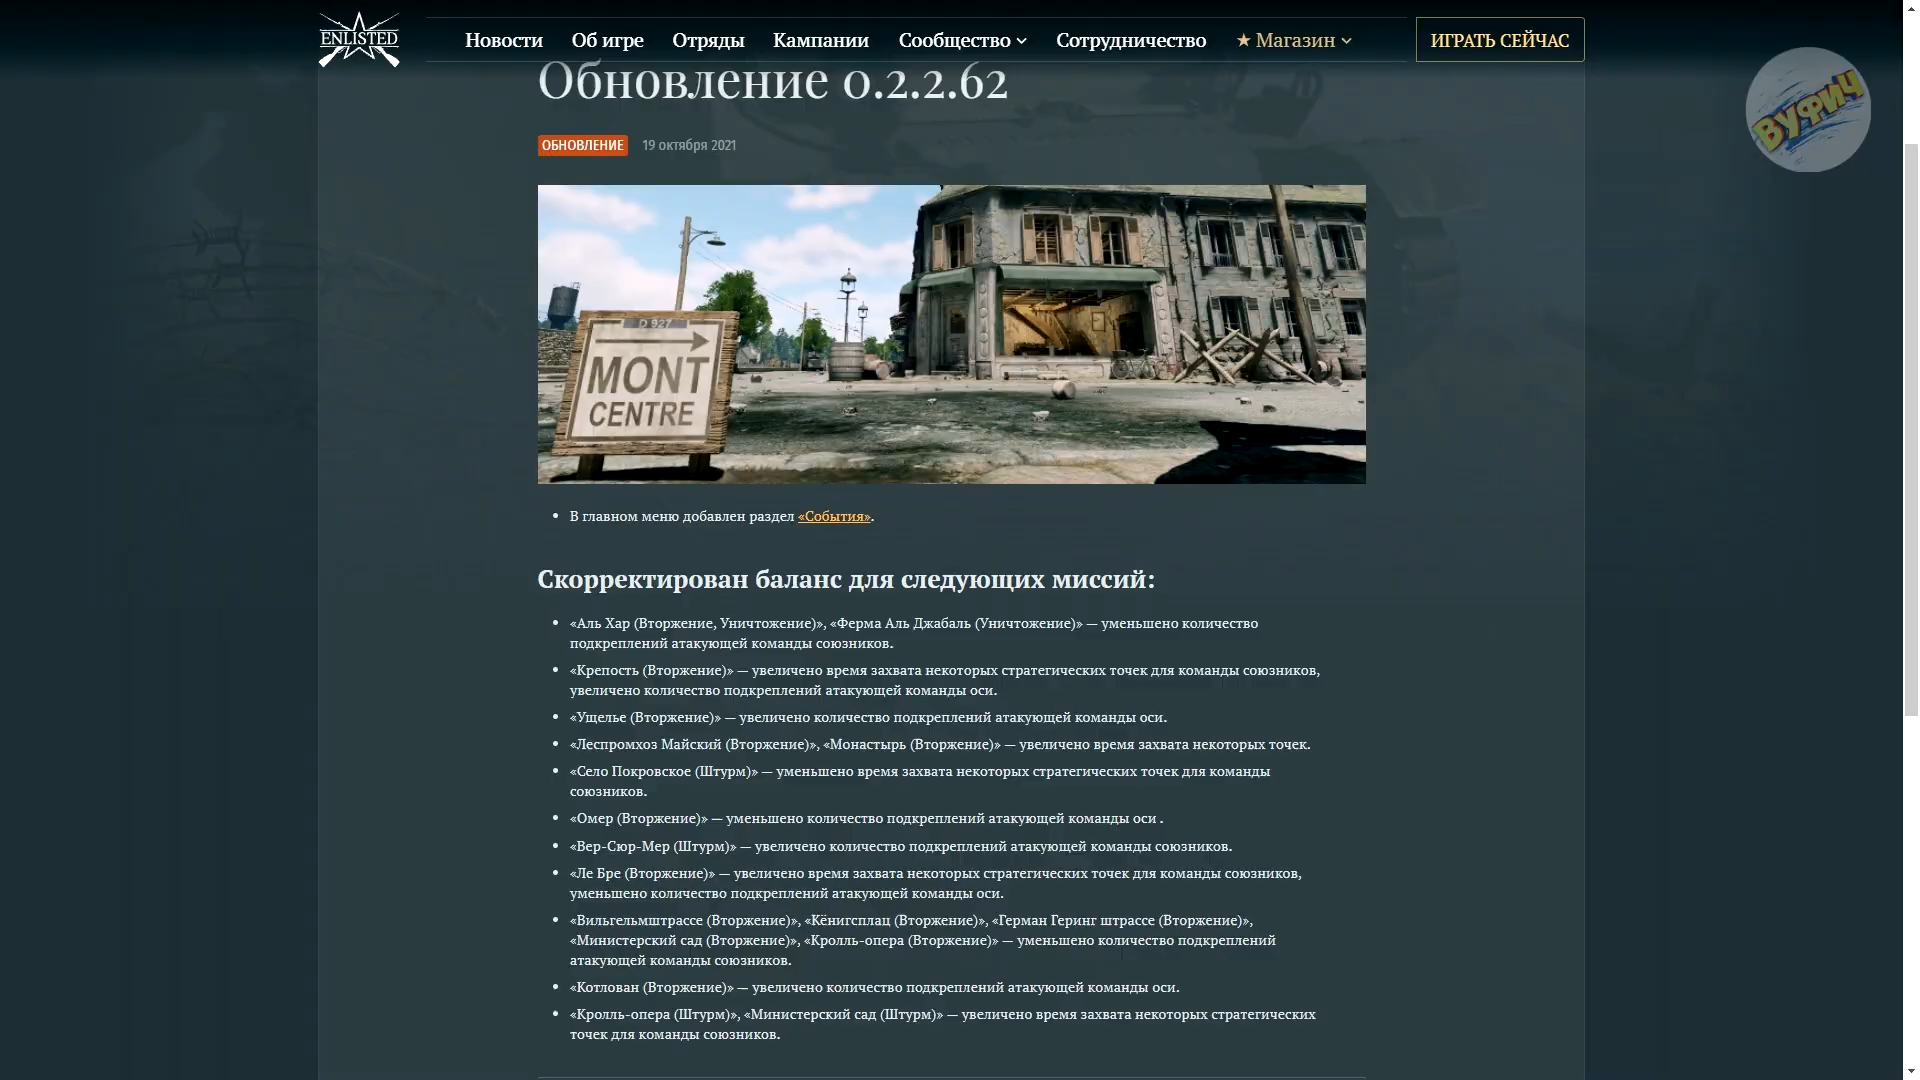 ENLISTED
Новости Об игре Отряды Кампании Сообщество Сотрудничество ★ Магазин ИГРАТЬ СЕЙЧАС
Обновление 0.2.2.62
ВУФИЧ
ОБНОВЛЕНИЕ 19 октября 2021
D 927
MONT
CENTRE
• В главном меню добавлен раздел «События».
Скорректирован баланс для следующих миссий:
• «Аль Хар (Вторжение, Уничтожение)», «Ферма Аль Джабаль (Уничтожение)» — уменьшено количество
подкреплений атакующей команды союзников.
• «Крепость (Вторжение)» — увеличено время захвата некоторых стратегических точек для команды союзников,
увеличено количество подкреплений атакующей команды оси.
• «Ущелье (Вторжение)» — увеличено количество подкреплений атакующей команды оси.
• «Леспромхоз Майский (Вторжение)», «Монастырь (Вторжение)» — увеличено время захвата некоторых точек.
• «Село Покровское (Штурм)» — уменьшено время захвата некоторых стратегических точек для команды
союзников.
• «Омер (Вторжение)» — уменьшено количество подкреплений атакующей команды оси .
• «Вер-Сюр-Мер (Штурм)» — увеличено количество подкреплений атакующей команды союзников.
• «Ле Бре (Вторжение)» — увеличено время захвата некоторых стратегических точек для команды союзников,
уменьшено количество подкреплений атакующей команды оси.
• «Вильгельмштрассе (Вторжение)», «Кёнигсплац (Вторжение)», «Герман Геринг штрассе (Вторжение)»,
«Министерский сад (Вторжение)», «Кролль-опера (Вторжение)» — уменьшено количество подкреплений
атакующей команды союзников.
• «Котлован (Вторжение)» — увеличено количество подкреплений атакующей команды оси.
• «Кролль-опера (Штурм)», «Министерский сад (Штурм)» — увеличено время захвата некоторых стратегических
точек для команды союзников.